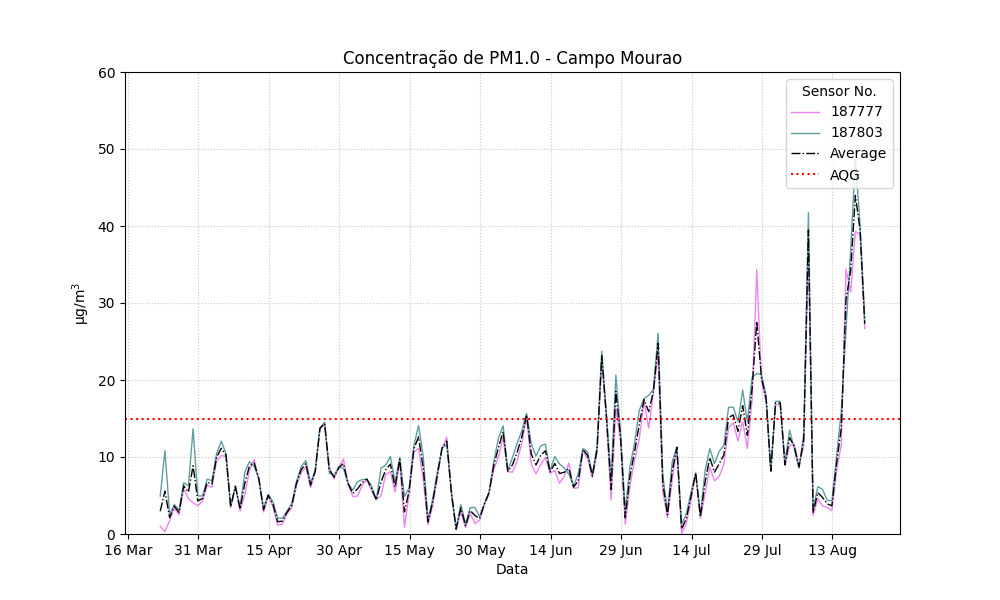 Concentração de PM1.0 - Campo Mourao
Sensor No.
187777
187803
Average
AQG
60
50
40
30
20
10
0
µg/m³
16 Mar
31 Mar
15 Apr
30 Apr
15 May
30 May
14 Jun
29 Jun
14 Jul
29 Jul
13 Aug
Data